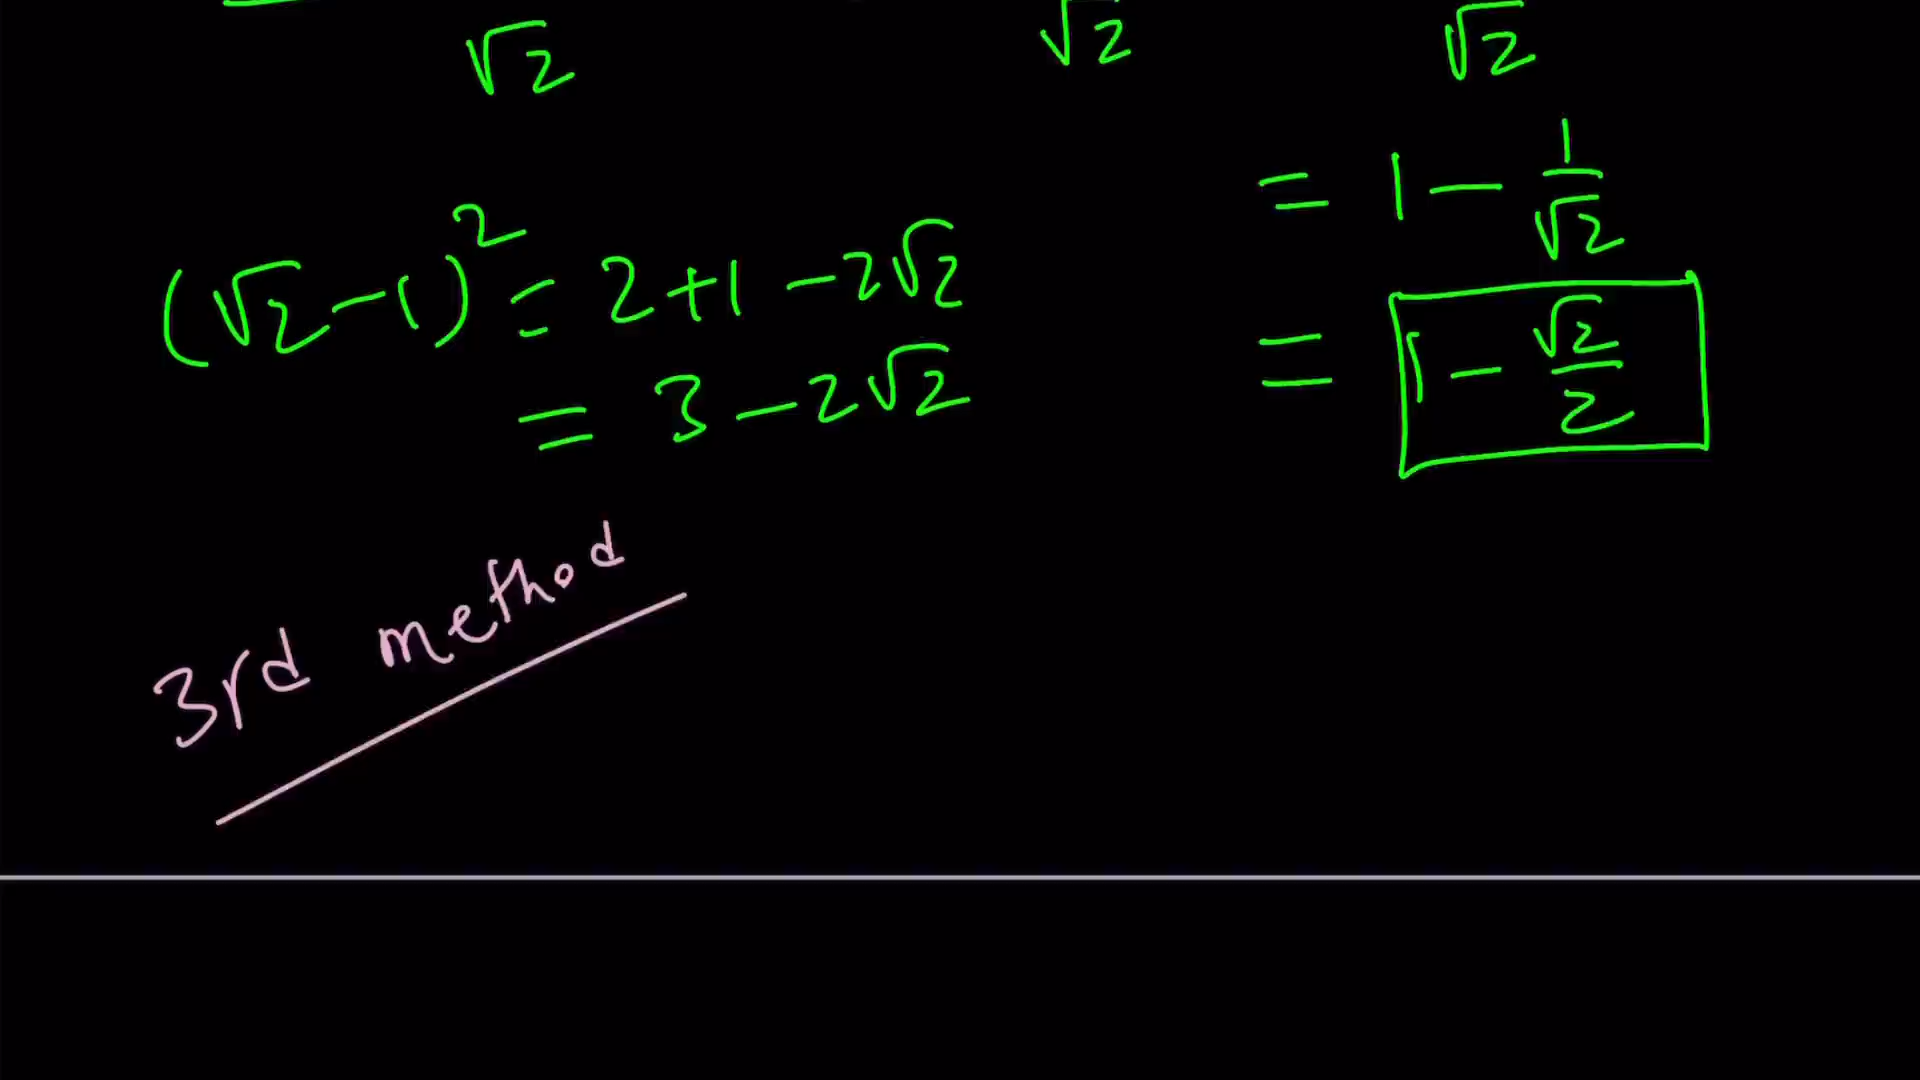 √2 √2 √2
= 1 - 1/√2
(√2-1)² = 2+1-2√2
= 3-2√2
= 1 - √2/2
3rd method